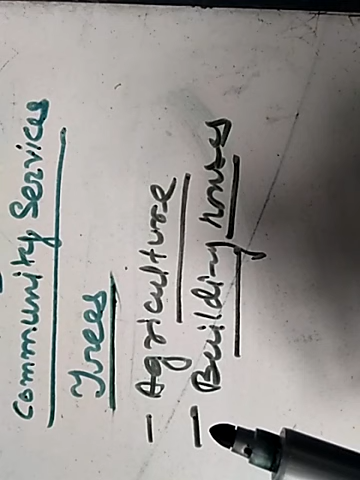 Community Services
Trees
- Agriculture
- Building houses